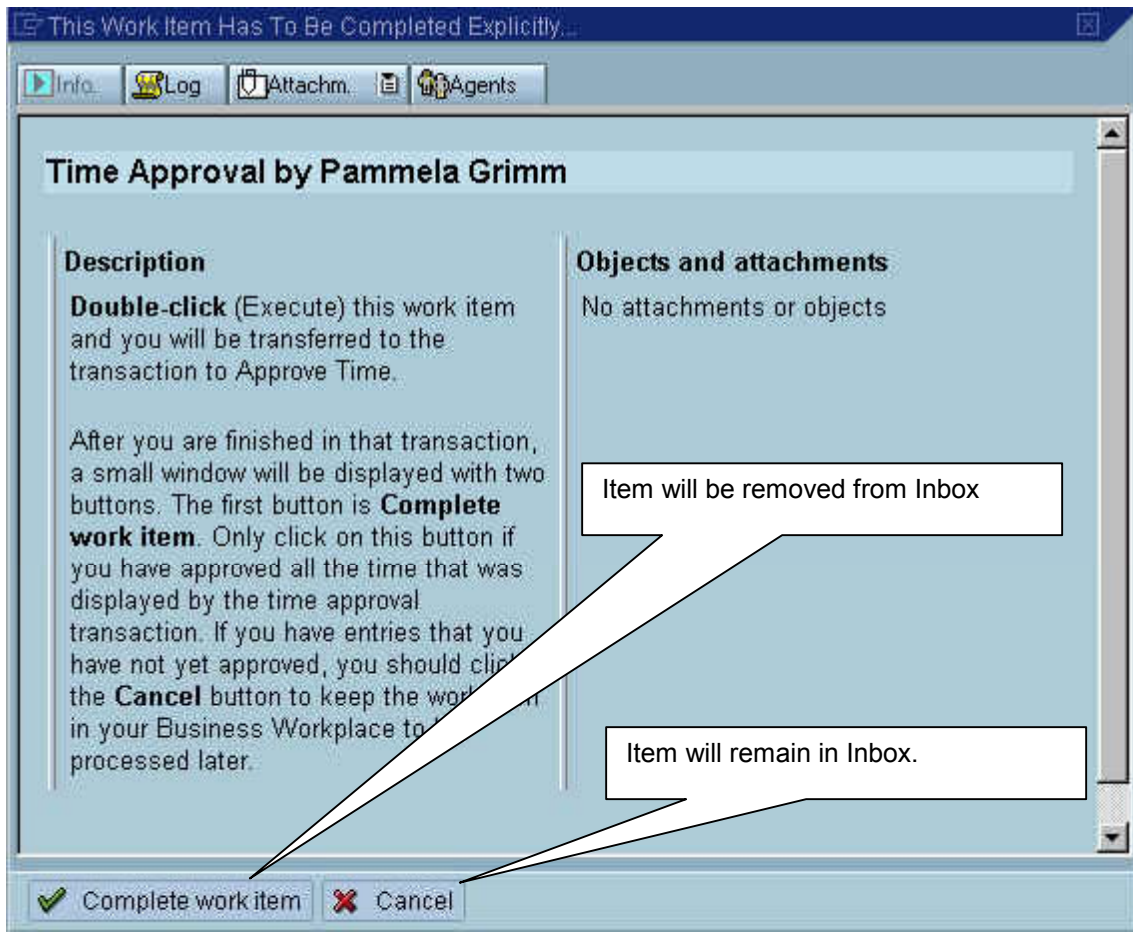 This Work Item Has To Be Completed Explicitly...
Info. Log Attachm. Agents
Time Approval by Pammela Grimm
Description
Double-click (Execute) this work item
and you will be transferred to the
transaction to Approve Time.
After you are finished in that transaction,
a small window will be displayed with two
buttons. The first button is Complete
work item. Only click on this button if
you have approved all the time that was
displayed by the time approval
transaction. If you have entries that you
have not yet approved, you should click
the Cancel button to keep the work
in your Business Workplace to
processed later.
Objects and attachments
No attachments or objects
Item will be removed from Inbox
Item will remain in Inbox.
Complete work item Cancel